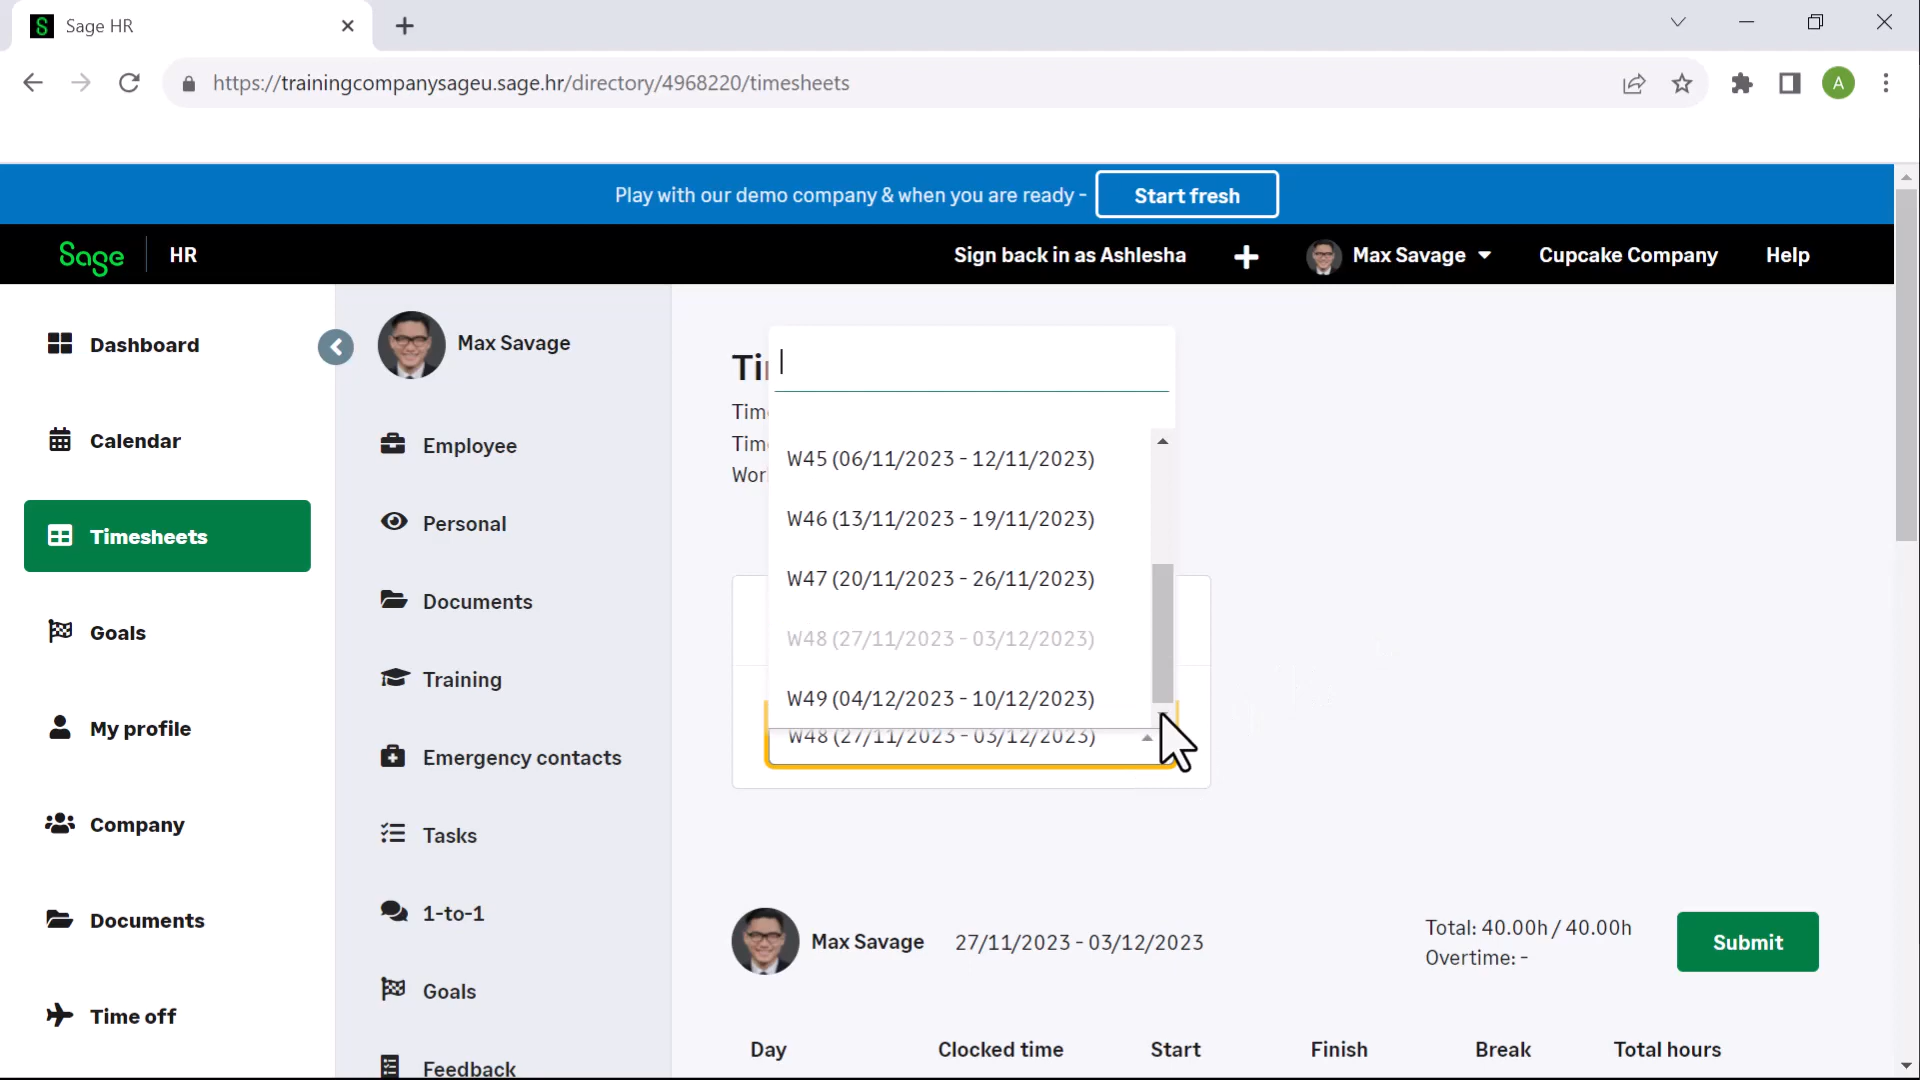 Sage HR
https://trainingcompanysageu.sage.hr/directory/4968220/timesheets
A
Play with our demo company & when you are ready -
Start fresh
Sage
HR
Sign back in as Ashlesha
Max Savage
Cupcake Company
Help
Dashboard
Calendar
Timesheets
Goals
My profile
Company
Documents
Time off
Max Savage
Employee
Personal
Documents
Training
Emergency contacts
Tasks
1-to-1
Goals
Feedback
W45 (06/11/2023 - 12/11/2023)
W46 (13/11/2023 - 19/11/2023)
W47 (20/11/2023 - 26/11/2023)
W48 (27/11/2023 - 03/12/2023)
W49 (04/12/2023 - 10/12/2023)
W48 (27/11/2023 - 03/12/2023)
Max Savage
27/11/2023 - 03/12/2023
Total: 40.00h / 40.00h
Overtime: -
Submit
Day
Clocked time
Start
Finish
Break
Total hours